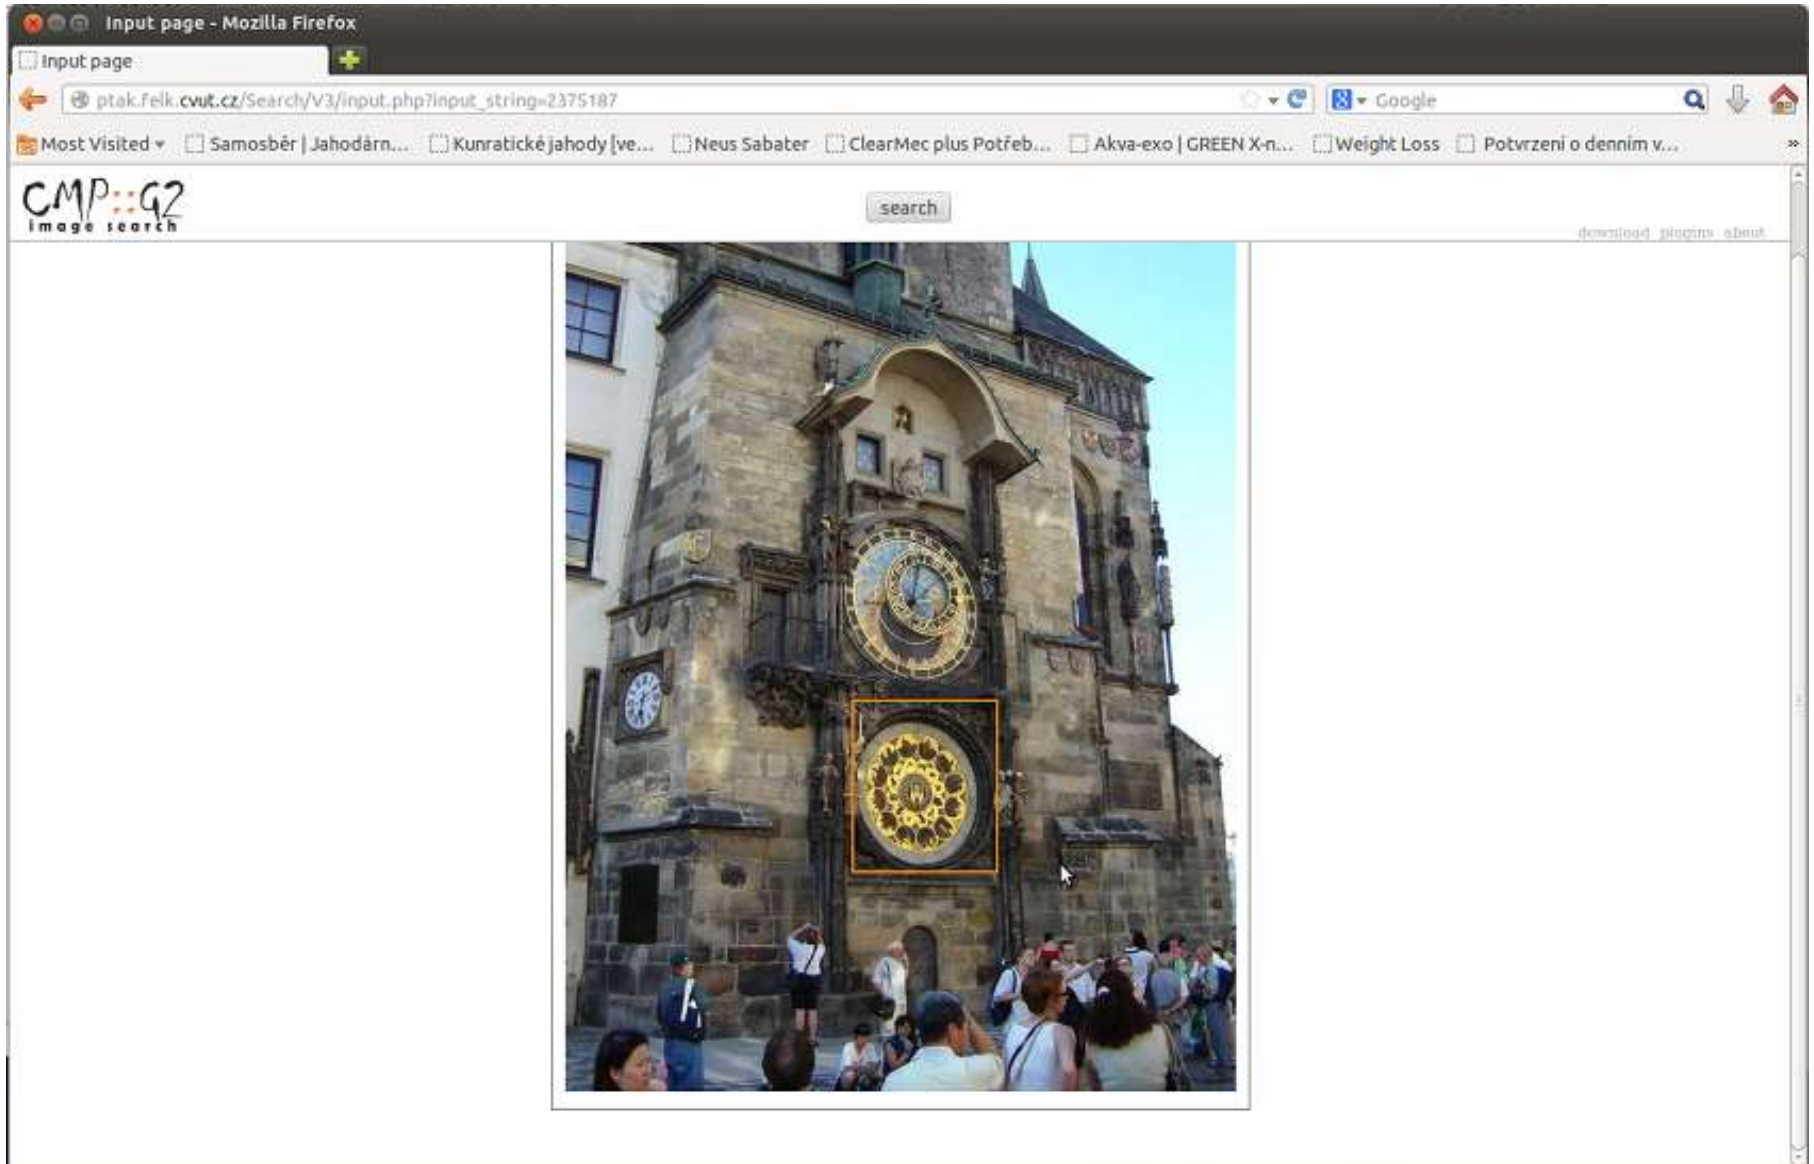 Input page - Mozilla Firefox
Input page
ptak.felk.cvut.cz/Search/V3/input.php?input_string=2375187
Google
Most Visited
Samosběr | Jahodárn...
Kunratické jahody [ve...
Neus Sabater
ClearMec plus Potřeb...
Akva-exo | GREEN X-n...
Weight Loss
Potvrzení o denním v...
CMP::G2
image search
search
download plugins about